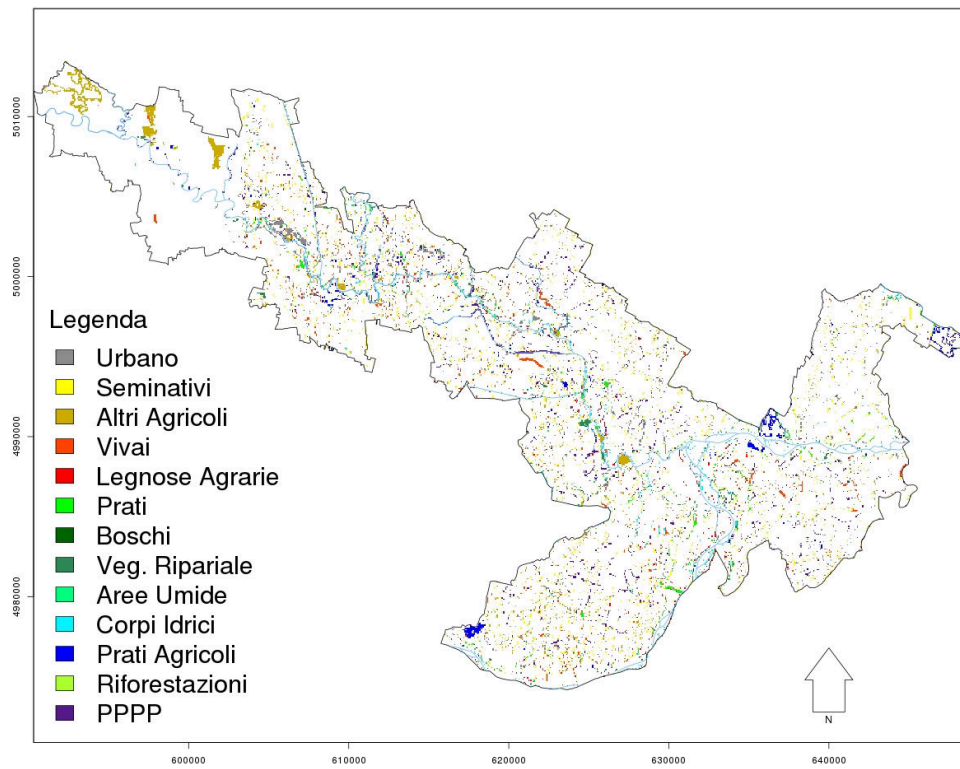 5010000
5000000
4990000
4980000
Legenda
Urbano
Seminativi
Altri Agricoli
Vivai
Legnose Agrarie
Prati
Boschi
Veg. Ripariale
Aree Umide
Corpi Idrici
Prati Agricoli
Riforestazioni
PPPP
N
600000 610000 620000 630000 640000